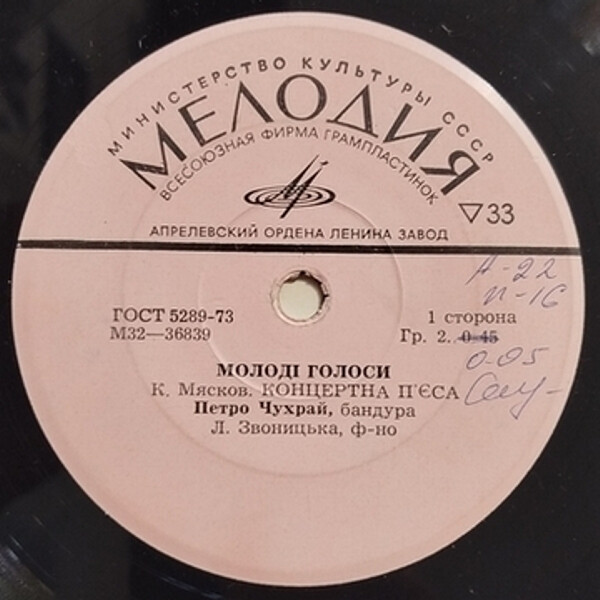 МИНИСТЕРСТВО КУЛЬТУРЫ СССР
МЕЛОДИЯ
ВСЕСОЮЗНАЯ ФИРМА ГРАМПЛАСТИНОК
▽33
АПРЕЛЕВСКИЙ ОРДЕНА ЛЕНИНА ЗАВОД
А-22
п-16
ГОСТ 5289-73
1 сторона
М32—36839
Гр. 2. 0-45
0-05
МОЛОДІ ГОЛОСИ
К. Мясков. КОНЦЕРТНА П'ЄСА
Петро Чухрай, бандура
Л. Звоницька, ф-но